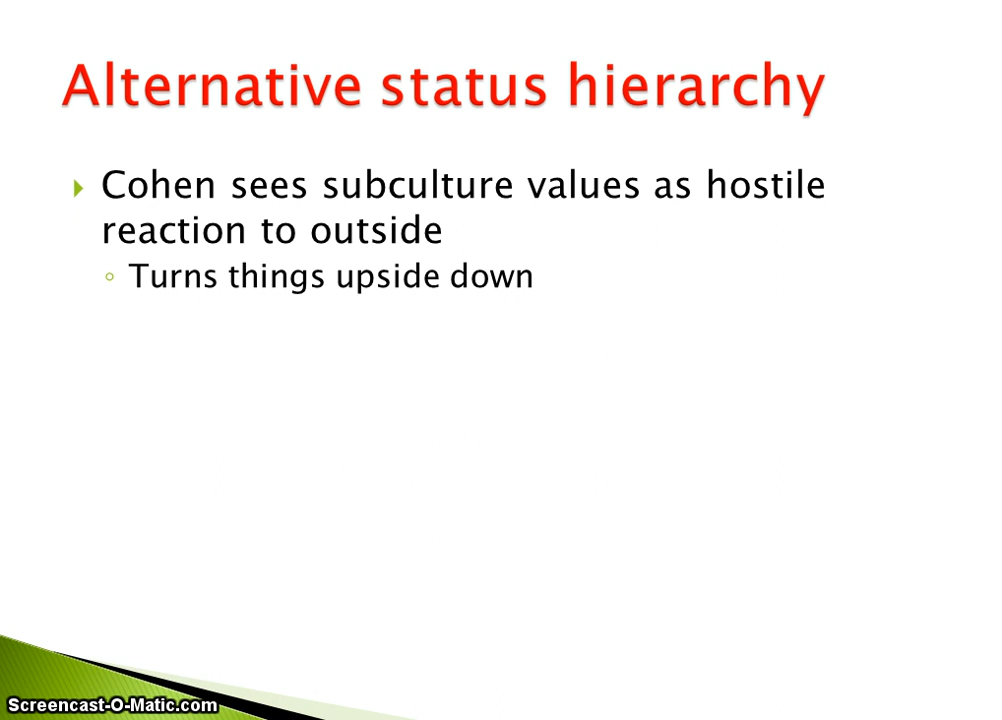 Alternative status hierarchy
Cohen sees subculture values as hostile
reaction to outside
Turns things upside down
Screencast-O-Matic.com